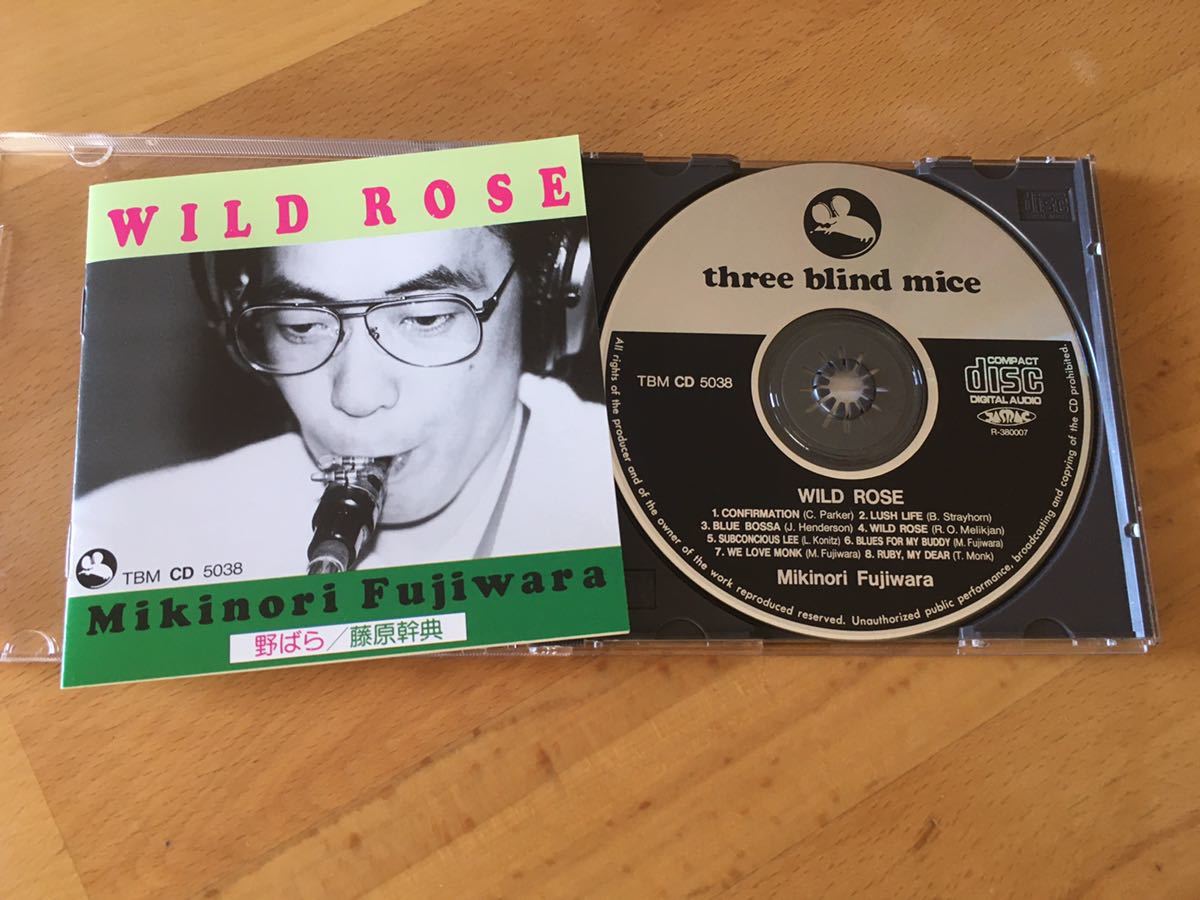 WILD ROSE
TBM CD 5038
Mikinori Fujiwara
野ばら/藤原幹典
three blind mice
TBM CD 5038
COMPACT
disc
DIGITAL AUDIO
JASRAC
R-380007
WILD ROSE
1. CONFIRMATION (C. Parker) 2. LUSH LIFE (B. Strayhorn)
3. BLUE BOSSA (J. Henderson) 4. WILD ROSE (R. O. Melikjan)
5. SUBCONCIOUS LEE (L. Konitz) 6. BLUES FOR MY BUDDY (M. Fujiwara)
7. WE LOVE MONK (M. Fujiwara) 8. RUBY, MY DEAR (T. Monk)
Mikinori Fujiwara
All rights of the producer and of the owner of the work reproduced reserved. Unauthorized public performance, broadcasting and copying of the CD prohibited.
disc